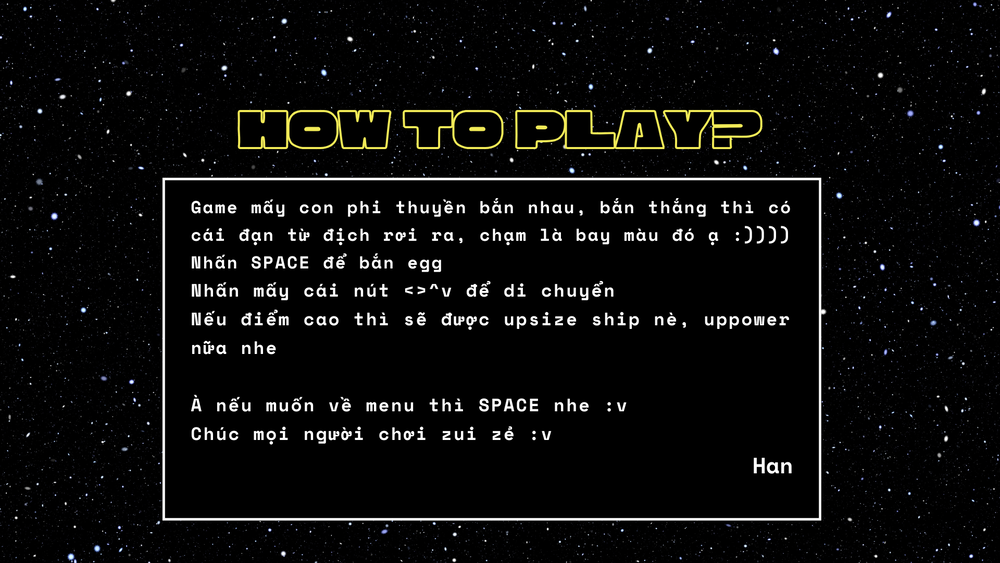 HOW TO PLAY?
Game mấy con phi thuyền bắn nhau, bắn thắng thì có
cái đạn từ địch rơi ra, chạm là bay màu đó ạ :))))
Nhấn SPACE để bắn egg
Nhấn mấy cái nút <>^v để di chuyển
Nếu điểm cao thì sẽ được upsize ship nè, uppower
nữa nhe
À nếu muốn về menu thì SPACE nhe :v
Chúc mọi người chơi zui zẻ :v
Han